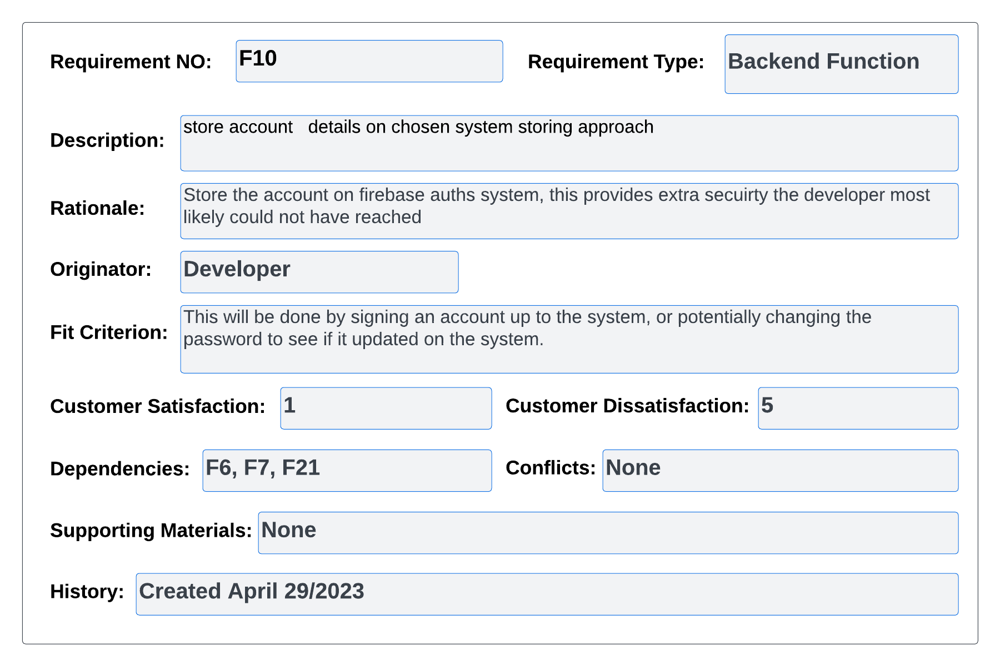 Requirement NO: F10 Requirement Type: Backend Function
Description: store account   details on chosen system storing approach
Rationale: Store the account on firebase auths system, this provides extra secuirty the developer most
likely could not have reached
Originator: Developer
Fit Criterion: This will be done by signing an account up to the system, or potentially changing the
password to see if it updated on the system.
Customer Satisfaction: 1 Customer Dissatisfaction: 5
Dependencies: F6, F7, F21 Conflicts: None
Supporting Materials: None
History: Created April 29/2023